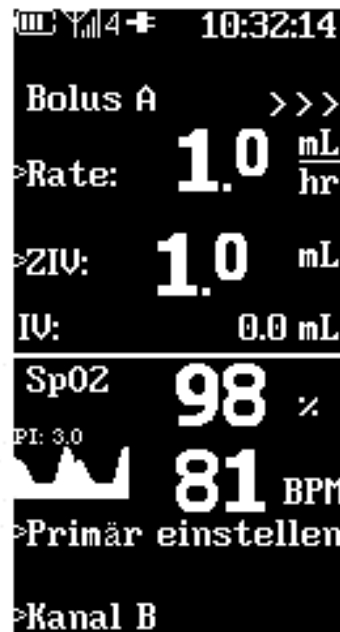 4 10:32:14
Bolus A >>>
Rate: 1.0 mL/hr
ZIV: 1.0 mL
IV: 0.0 mL
SpO2 98 %
PI: 3.0
81 BPM
Primär einstellen
Kanal B